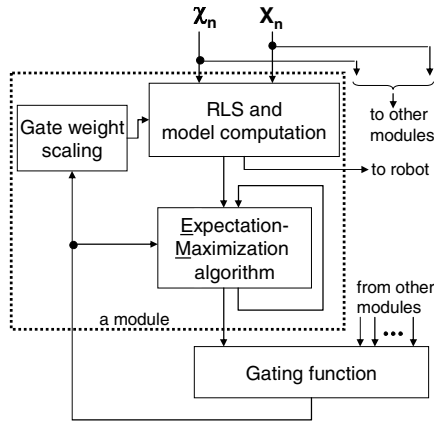 χn Xn
RLS and
model computation
Gate weight
scaling
to other
modules
to robot
Expectation-
Maximization
algorithm
from other
modules
a module
Gating function